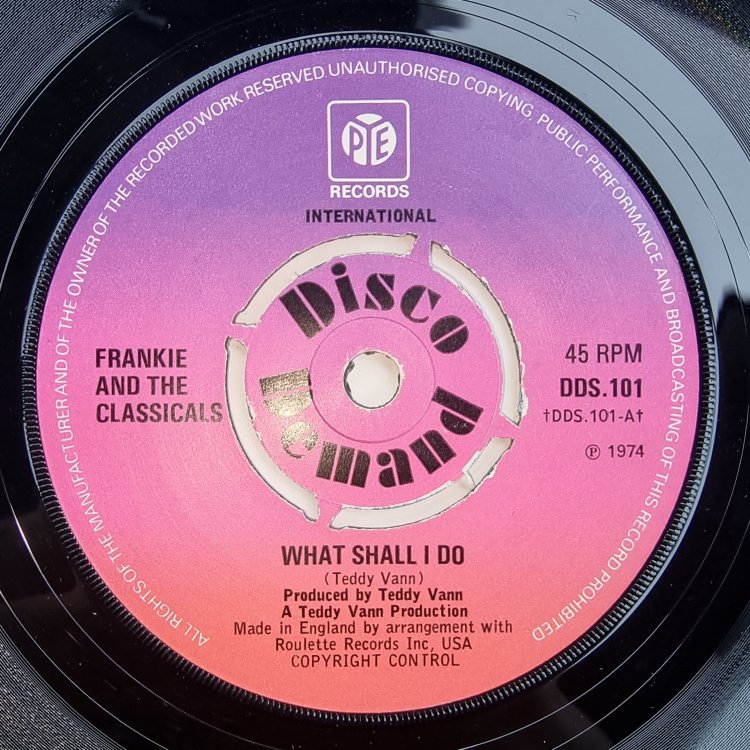 ALL RIGHTS OF THE MANUFACTURER AND OF THE OWNER OF THE RECORDED WORK RESERVED UNAUTHORISED COPYING PUBLIC PERFORMANCE AND BROADCASTING OF THIS RECORD PROHIBITED
PYE
RECORDS
INTERNATIONAL
Disco
Demand
FRANKIE
AND THE
CLASSICALS
45 RPM
DDS.101
†DDS.101-A†
℗ 1974
WHAT SHALL I DO
(Teddy Vann)
Produced by Teddy Vann
A Teddy Vann Production
Made in England by arrangement with
Roulette Records Inc, USA
COPYRIGHT CONTROL